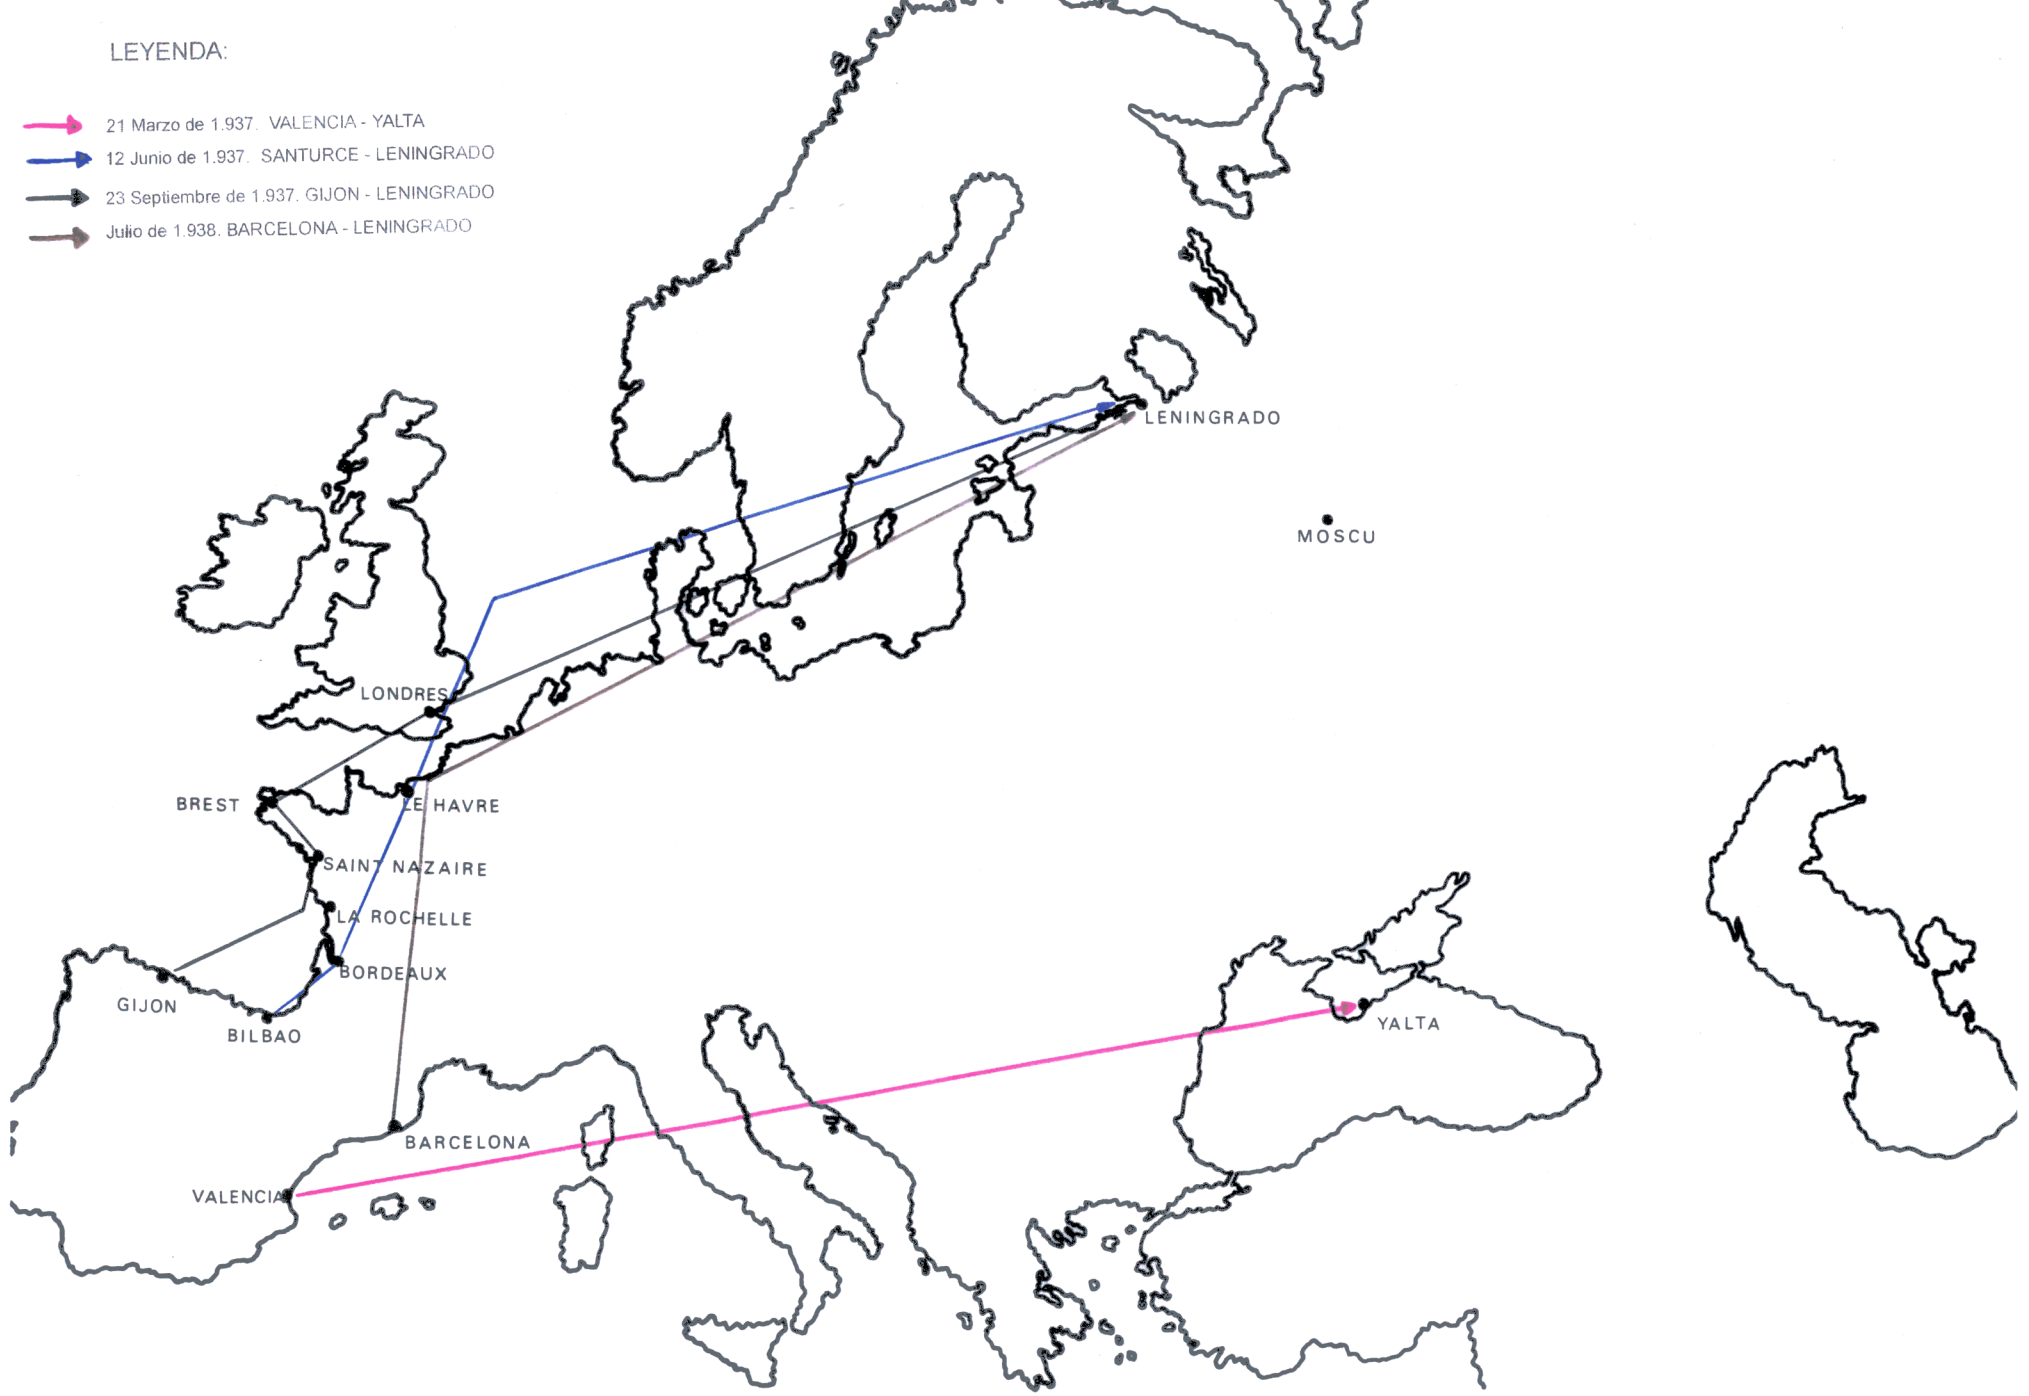 LEYENDA:
21 Marzo de 1.937. VALENCIA - YALTA
12 Junio de 1.937. SANTURCE - LENINGRADO
23 Septiembre de 1.937. GIJON - LENINGRADO
Julio de 1.938. BARCELONA - LENINGRADO
LENINGRADO
MOSCU
LONDRES
BREST
LE HAVRE
SAINT NAZAIRE
LA ROCHELLE
BORDEAUX
GIJON
BILBAO
YALTA
BARCELONA
VALENCIA